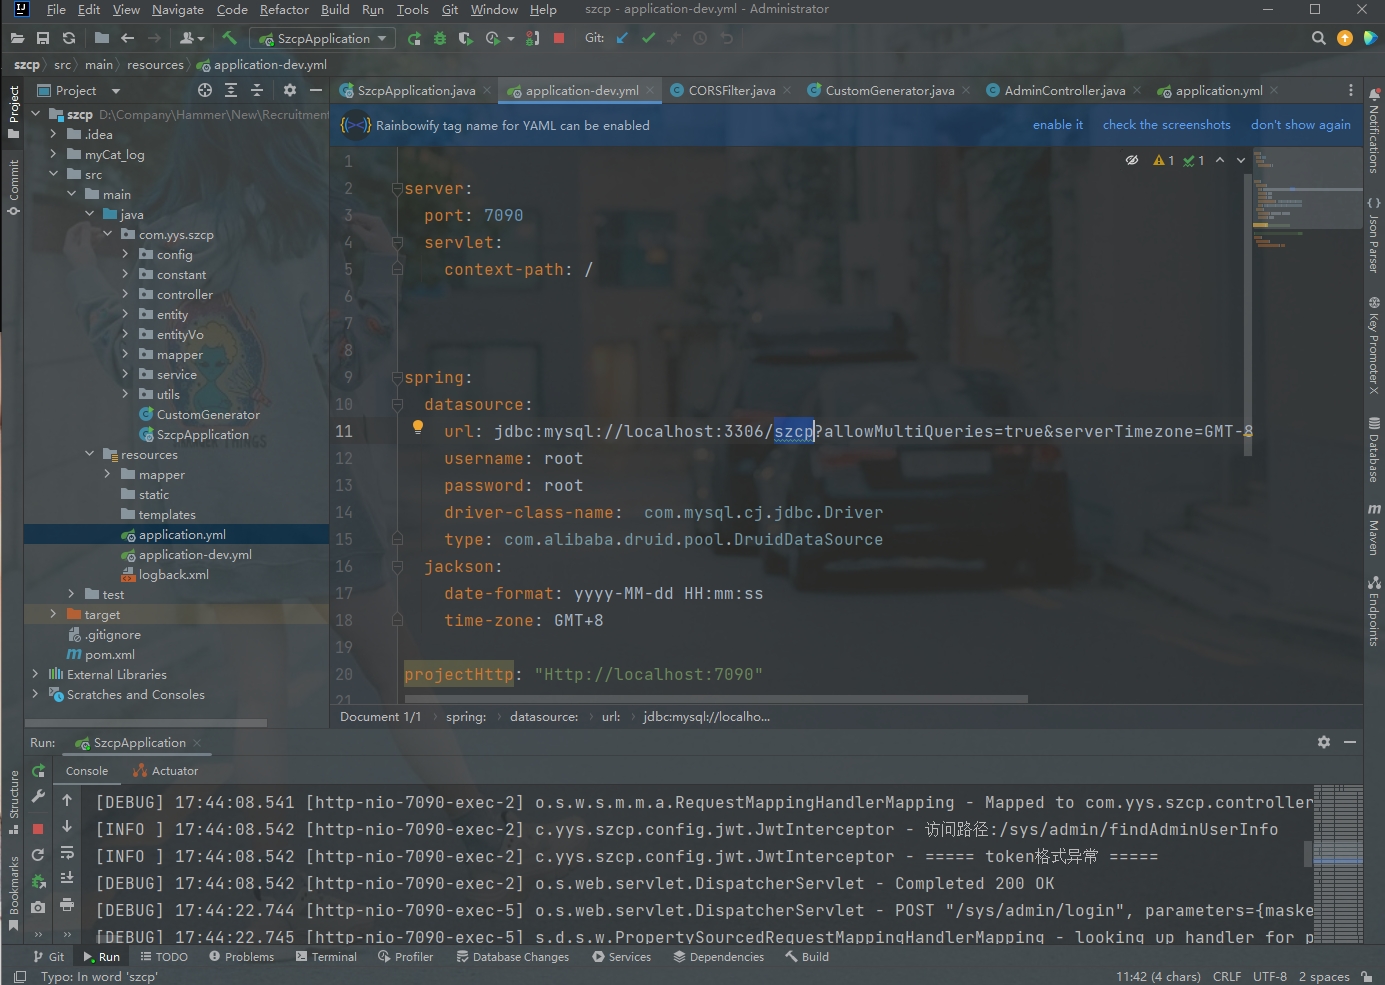 File Edit View Navigate Code Refactor Build Run Tools Git Window Help szcp - application-dev.yml - Administrator
SzcpApplication Git:
szcp src main resources application-dev.yml
Project
SzcpApplication.java application-dev.yml CORSFilter.java CustomGenerator.java AdminController.java application.yml
Rainbowify tag name for YAML can be enabled enable it check the screenshots don't show again
Project
Commit
Structure
Bookmarks
szcp D:\Company\Hammer\New\Recruitment
.idea
myCat_log
src
main
java
com.yys.szcp
config
constant
controller
entity
entityVo
mapper
service
utils
CustomGenerator
SzcpApplication
resources
mapper
static
templates
application.yml
application-dev.yml
logback.xml
test
target
.gitignore
pom.xml
External Libraries
Scratches and Consoles
1 1
1
2 server:
3 port: 7090
4 servlet:
5 context-path: /
6
7
8
9 spring:
10 datasource:
11 url: jdbc:mysql://localhost:3306/szcp?allowMultiQueries=true&serverTimezone=GMT-8
12 username: root
13 password: root
14 driver-class-name: com.mysql.cj.jdbc.Driver
15 type: com.alibaba.druid.pool.DruidDataSource
16 jackson:
17 date-format: yyyy-MM-dd HH:mm:ss
18 time-zone: GMT+8
19
20 projectHttp: "Http://localhost:7090"
21
Document 1/1 spring: datasource: url: jdbc:mysql://localho...
Notifications
Json Parser
Key Promoter X
Database
Maven
Endpoints
Run: SzcpApplication
Console Actuator
[DEBUG] 17:44:08.541 [http-nio-7090-exec-2] o.s.w.s.m.m.a.RequestMappingHandlerMapping - Mapped to com.yys.szcp.controller
[INFO ] 17:44:08.542 [http-nio-7090-exec-2] c.yys.szcp.config.jwt.JwtInterceptor - 访问路径:/sys/admin/findAdminUserInfo
[INFO ] 17:44:08.542 [http-nio-7090-exec-2] c.yys.szcp.config.jwt.JwtInterceptor - ===== token格式异常 =====
[DEBUG] 17:44:08.542 [http-nio-7090-exec-2] o.s.web.servlet.DispatcherServlet - Completed 200 OK
[DEBUG] 17:44:22.744 [http-nio-7090-exec-5] o.s.web.servlet.DispatcherServlet - POST "/sys/admin/login", parameters={maske
[DEBUG] 17:44:22.745 [http-nio-7090-exec-5] s.d.s.w.PropertySourcedRequestMappingHandlerMapping - looking up handler for p
Git Run TODO Problems Terminal Profiler Database Changes Services Dependencies Build
Typo: In word 'szcp' 11:42 (4 chars) CRLF UTF-8 2 spaces